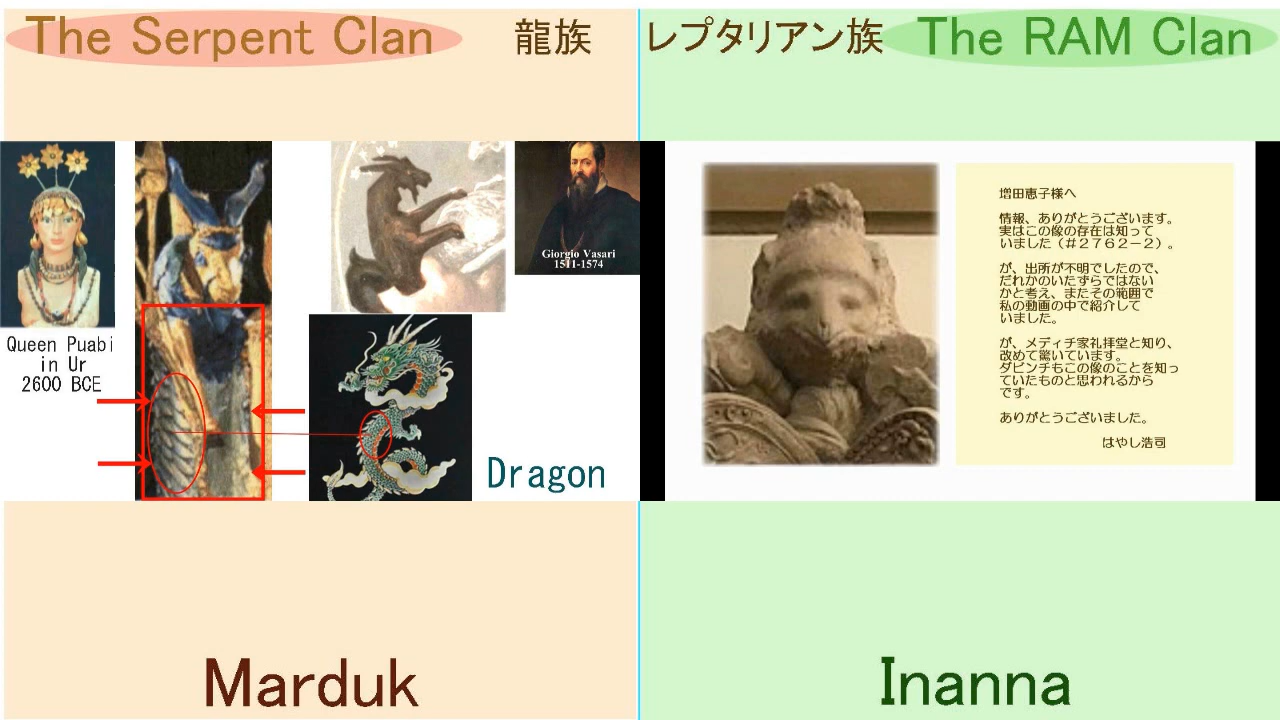 The Serpent Clan
龍族
レプタリアン族
The RAM Clan
Queen Puabi
in Ur
2600 BCE
Giorgio Vasari
1511-1574
Dragon
増田恵子様へ
情報、ありがとうございます。
実はこの像の存在は知って
いました(#2762-2)。
が、出所が不明でしたので、
だれかのいたずらではない
かと考え、またその範囲で
私の動画の中で紹介して
いました。
が、メディチ家礼拝堂と知り、
改めて驚いています。
ダビンチもこの像のことを知っ
ていたものと思われるから
です。
ありがとうございました。
はやし浩司
Marduk
Inanna